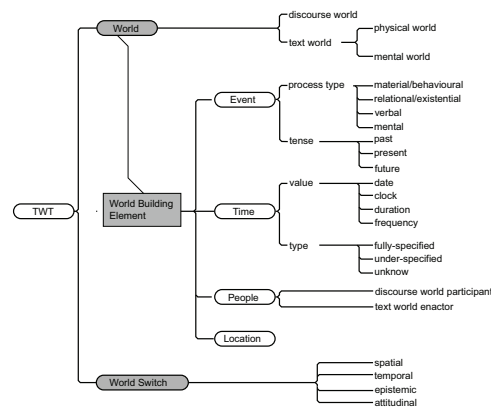 World
discourse world
text world
physical world
mental world
Event
process type
material/behavioural
relational/existential
verbal
mental
tense
past
present
future
TWT
World Building
Element
Time
value
date
clock
duration
frequency
type
fully-specified
under-specified
unknow
People
discourse world participant
text world enactor
Location
World Switch
spatial
temporal
epistemic
attitudinal